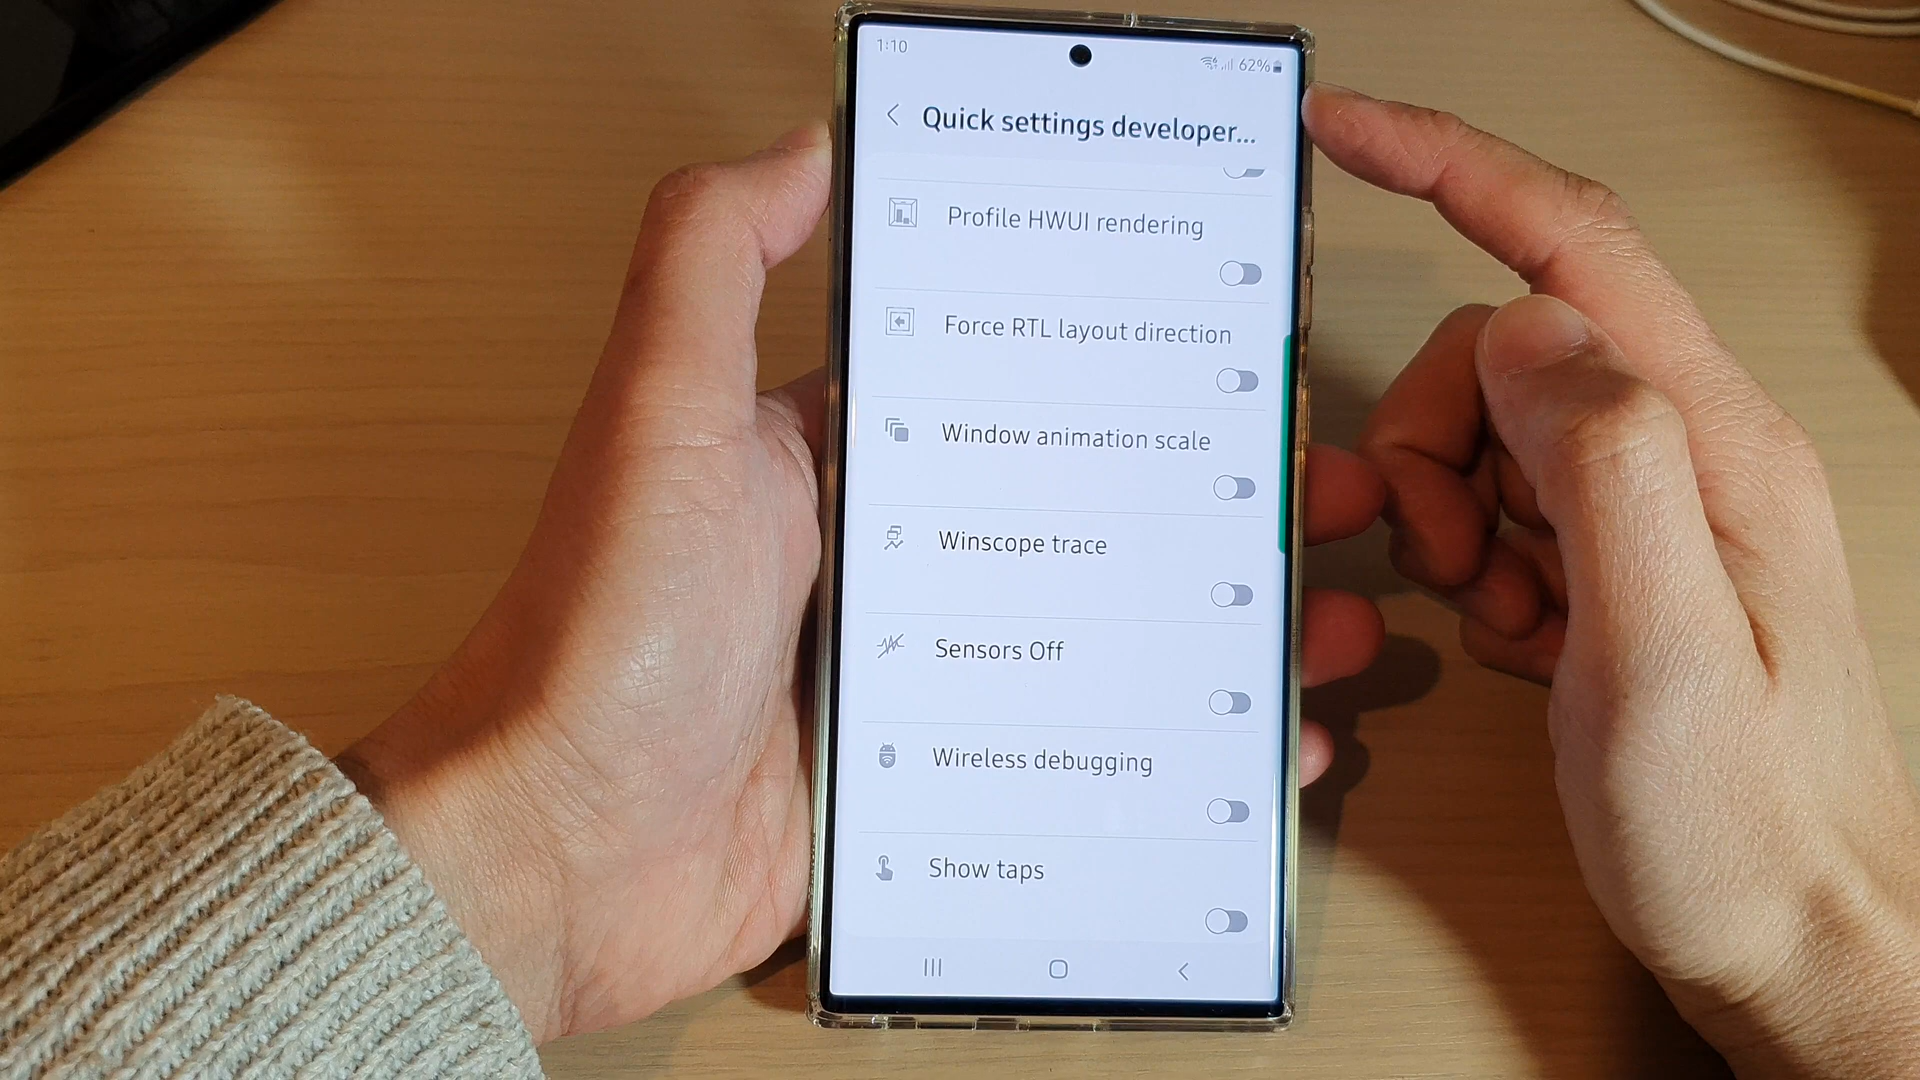 1:10
62%
Quick settings developer...
Profile HWUI rendering
Force RTL layout direction
Window animation scale
Winscope trace
Sensors Off
Wireless debugging
Show taps